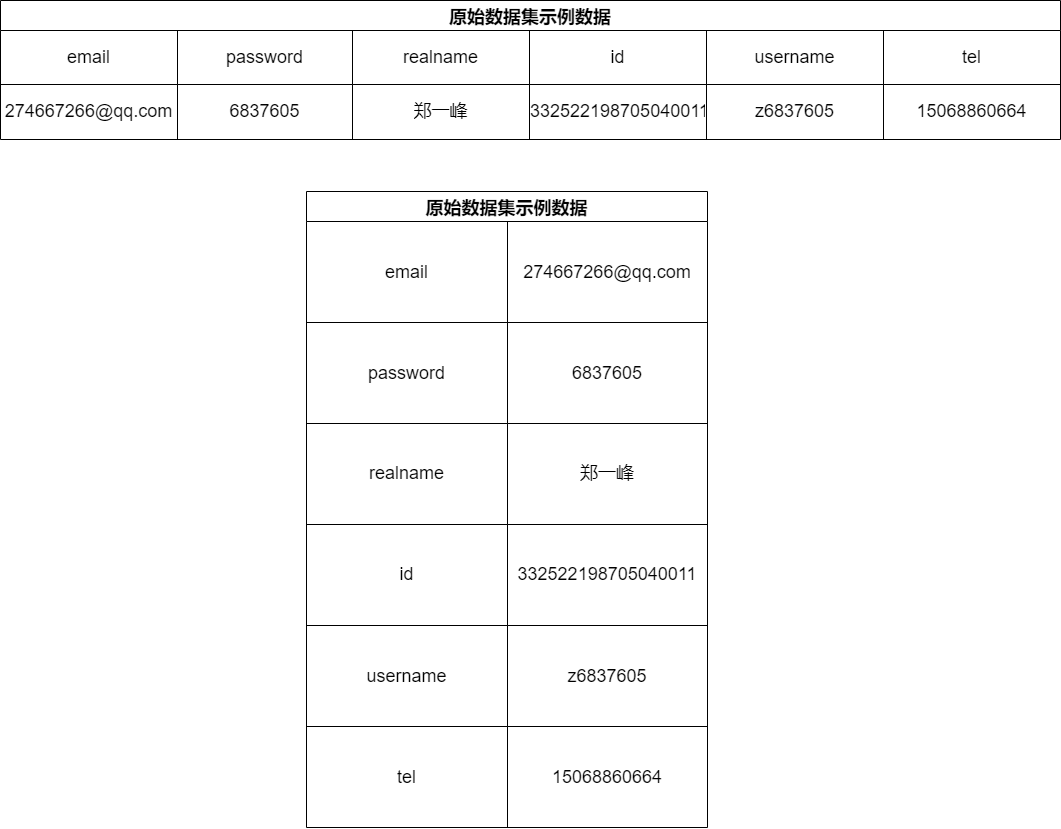 原始数据集示例数据
email password realname id username tel
274667266@qq.com 6837605 郑一峰 332522198705040011 z6837605 15068860664
原始数据集示例数据
email 274667266@qq.com
password 6837605
realname 郑一峰
id 332522198705040011
username z6837605
tel 15068860664